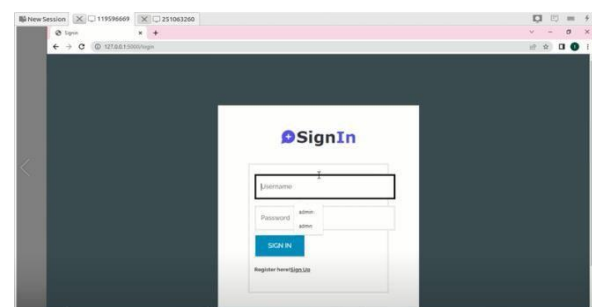 New Session
119596669
251063260
Signin
127.0.0.1:5000/login
SignIn
Username
Password
admin
admin
SIGN IN
Register here!Sign Up